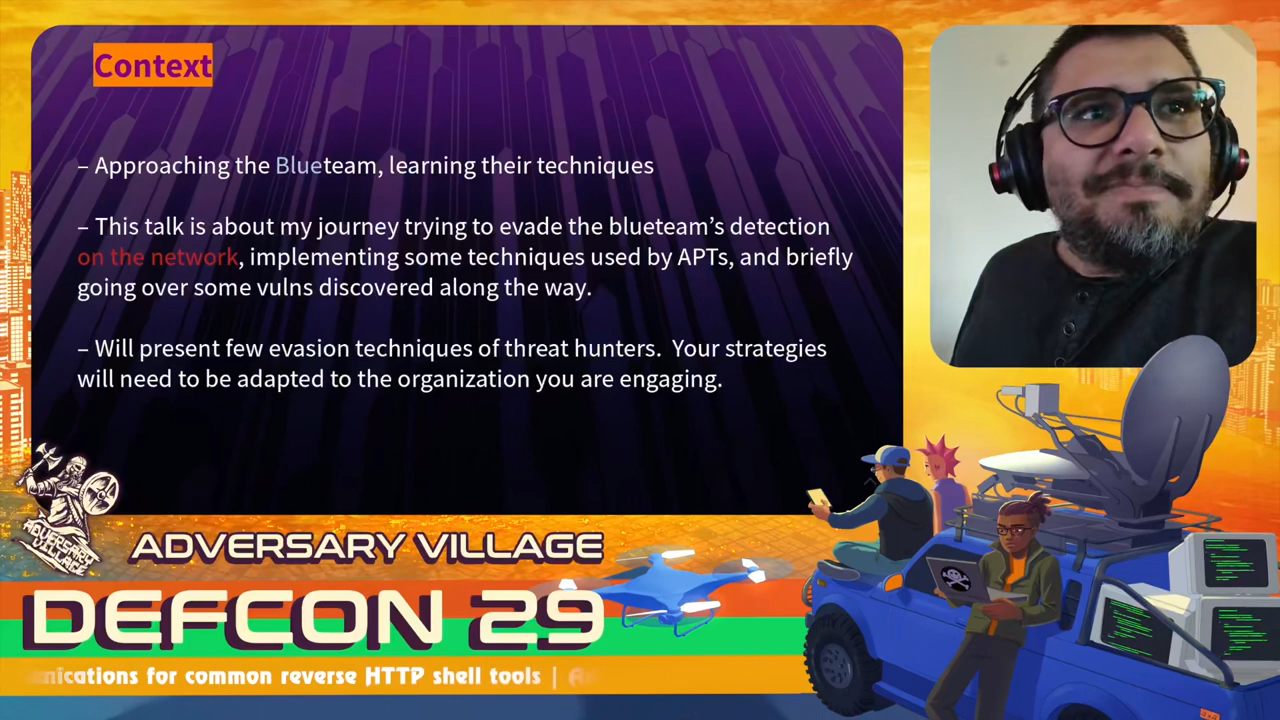 Context
– Approaching the Blueteam, learning their techniques
– This talk is about my journey trying to evade the blueteam’s detection
on the network, implementing some techniques used by APTs, and briefly
going over some vulns discovered along the way.
– Will present few evasion techniques of threat hunters.  Your strategies
will need to be adapted to the organization you are engaging.
ADVERSARY
VILLAGE
ADVERSARY VILLAGE
DEFCON 29
nications for common reverse HTTP shell tools |